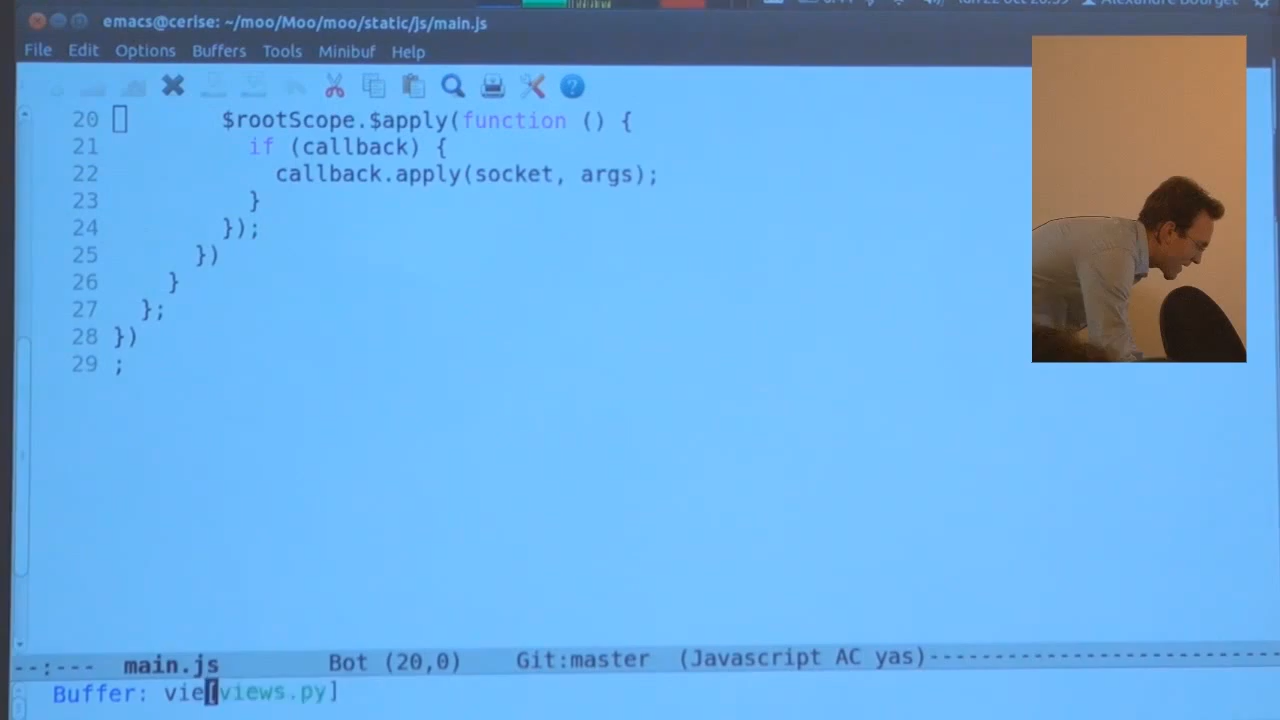 emacs@cerise: ~/moo/Moo/moo/static/js/main.js
File Edit Options Buffers Tools Minibuf Help
20 $rootScope.$apply(function () {
21 if (callback) {
22 callback.apply(socket, args);
23 }
24 });
25 })
26 }
27 };
28 })
29 ;
--:--- main.js Bot (20,0) Git:master (Javascript AC yas)
Buffer: vie[views.py]